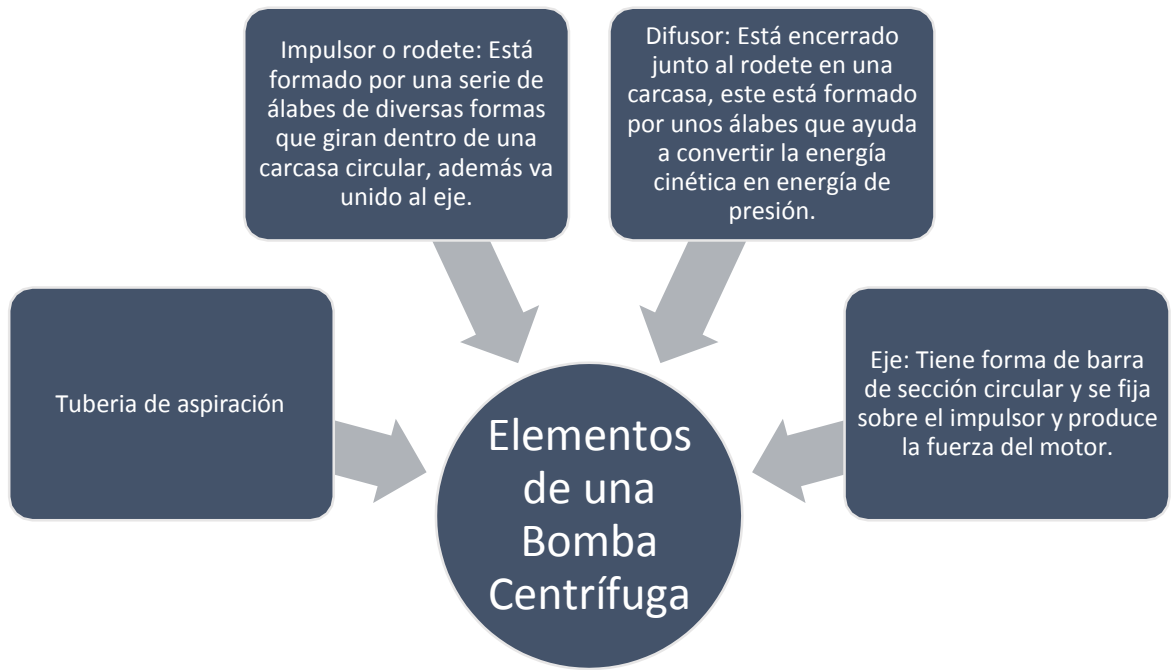 Impulsor o rodete: Está
formado por una serie de
álabes de diversas formas
que giran dentro de una
carcasa circular, además va
unido al eje.
Difusor: Está encerrado
junto al rodete en una
carcasa, este está formado
por unos álabes que ayuda
a convertir la energía
cinética en energía de
presión.
Tuberia de aspiración
Eje: Tiene forma de barra
de sección circular y se fija
sobre el impulsor y produce
la fuerza del motor.
Elementos
de una
Bomba
Centrífuga